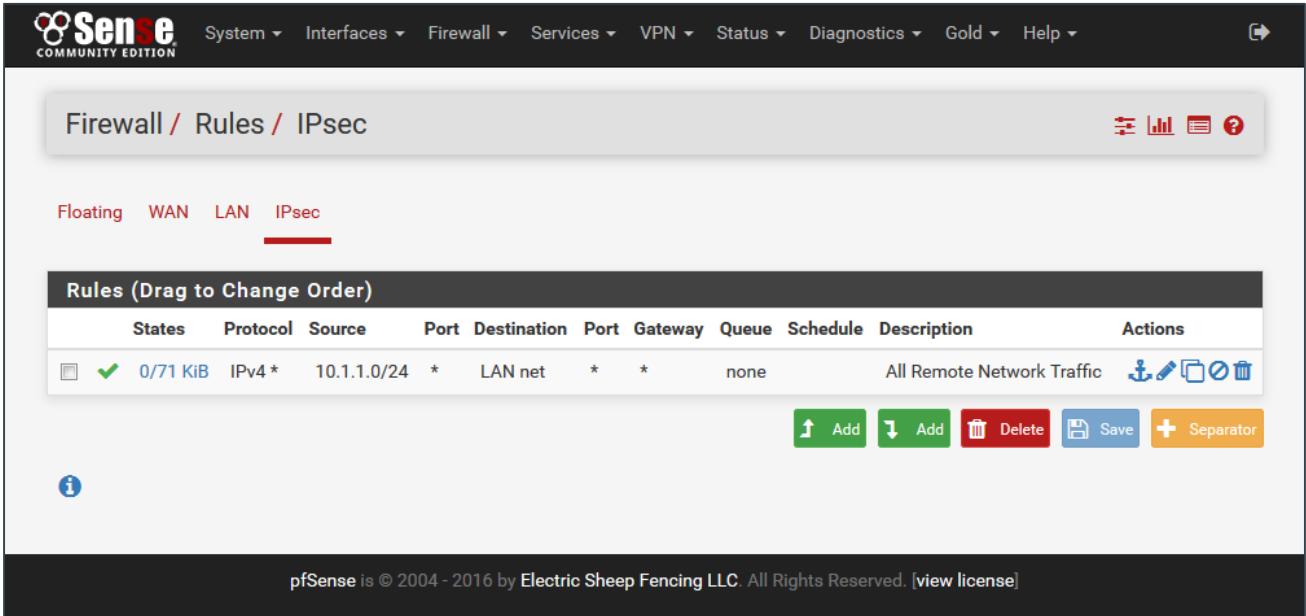 Sense
COMMUNITY EDITION
System Interfaces Firewall Services VPN Status Diagnostics Gold Help
Firewall / Rules / IPsec
Floating WAN LAN IPsec
Rules (Drag to Change Order)
States Protocol Source Port Destination Port Gateway Queue Schedule Description Actions
0/71 KiB IPv4 * 10.1.1.0/24 * LAN net * * none All Remote Network Traffic
Add Add Delete Save Separator
pfSense is © 2004 - 2016 by Electric Sheep Fencing LLC. All Rights Reserved. [view license]